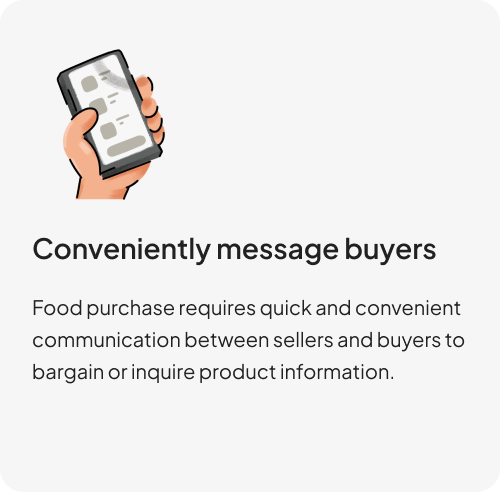 Conveniently message buyers
Food purchase requires quick and convenient
communication between sellers and buyers to
bargain or inquire product information.